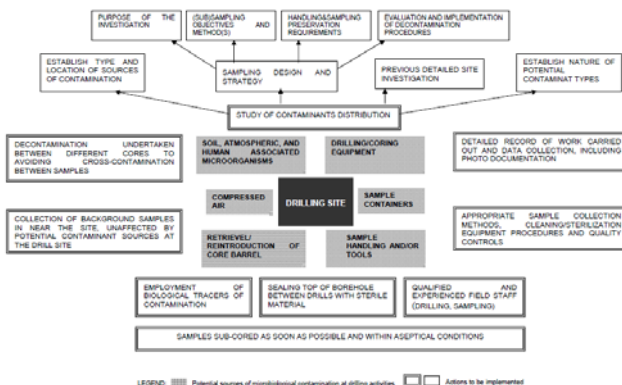 PURPOSE OF THE
INVESTIGATION
(SUB)SAMPLING
OBJECTIVES AND
METHOD(S)
HANDLING&SAMPLING
PRESERVATION
REQUIREMENTS
EVALUATION AND IMPLEMENTATION
OF DECONTAMINATION
PROCEDURES
ESTABLISH TYPE AND
LOCATION OF SOURCES
OF CONTAMINATION
SAMPLING DESIGN AND
STRATEGY
PREVIOUS DETAILED SITE
INVESTIGATION
ESTABLISH NATURE OF
POTENTIAL
CONTAMINAT TYPES
STUDY OF CONTAMINANTS DISTRIBUTION
DECONTAMINATION UNDERTAKEN
BETWEEN DIFFERENT CORES TO
AVOIDING CROSS-CONTAMINATION
BETWEEN SAMPLES
SOIL, ATMOSPHERIC, AND
HUMAN ASSOCIATED
MICROORGANISMS
DRILLING/CORING
EQUIPMENT
DETAILED RECORD OF WORK CARRIED
OUT AND DATA COLLECTION, INCLUDING
PHOTO DOCUMENTATION
COMPRESSED
AIR
DRILLING SITE
SAMPLE
CONTAINERS
COLLECTION OF BACKGROUND SAMPLES
IN NEAR THE SITE, UNAFFECTED BY
POTENTIAL CONTAMINANT SOURCES AT
THE DRILL SITE
RETRIEVE/
REINTRODUCTION OF
CORE BARREL
SAMPLE
HANDLING AND/OR
TOOLS
APPROPRIATE SAMPLE COLLECTION
METHODS, CLEANING/STERILIZATION
EQUIPMENT PROCEDURES AND QUALITY
CONTROLS
EMPLOYMENT OF
BIOLOGICAL TRACERS OF
CONTAMINATION
SEALING TOP OF BOREHOLE
BETWEEN DRILLS WITH STERILE
MATERIAL
QUALIFIED AND
EXPERIENCED FIELD STAFF
(DRILLING, SAMPLING)
SAMPLES SUB-CORED AS SOON AS POSSIBLE AND WITHIN ASEPTICAL CONDITIONS
LEGEND: Potential sources of microbiological contamination at drilling activities Actions to be implemented